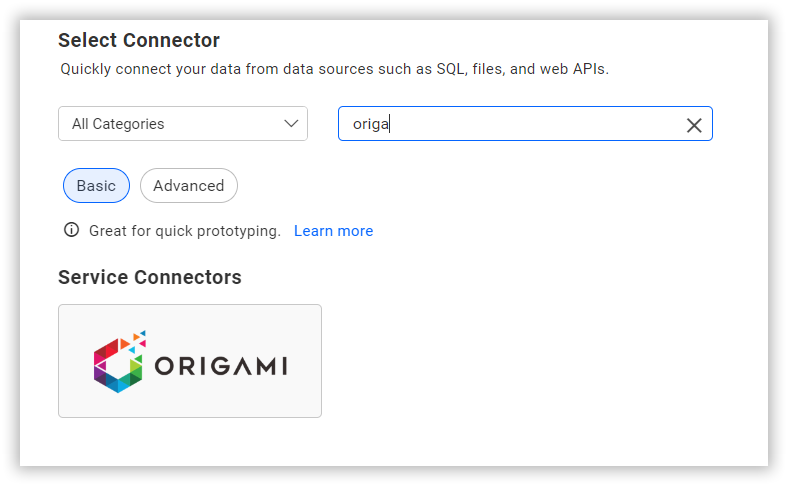 Select Connector
Quickly connect your data from data sources such as SQL, files, and web APIs.
All Categories
origa
Basic
Advanced
Great for quick prototyping. Learn more
Service Connectors
ORIGAMI